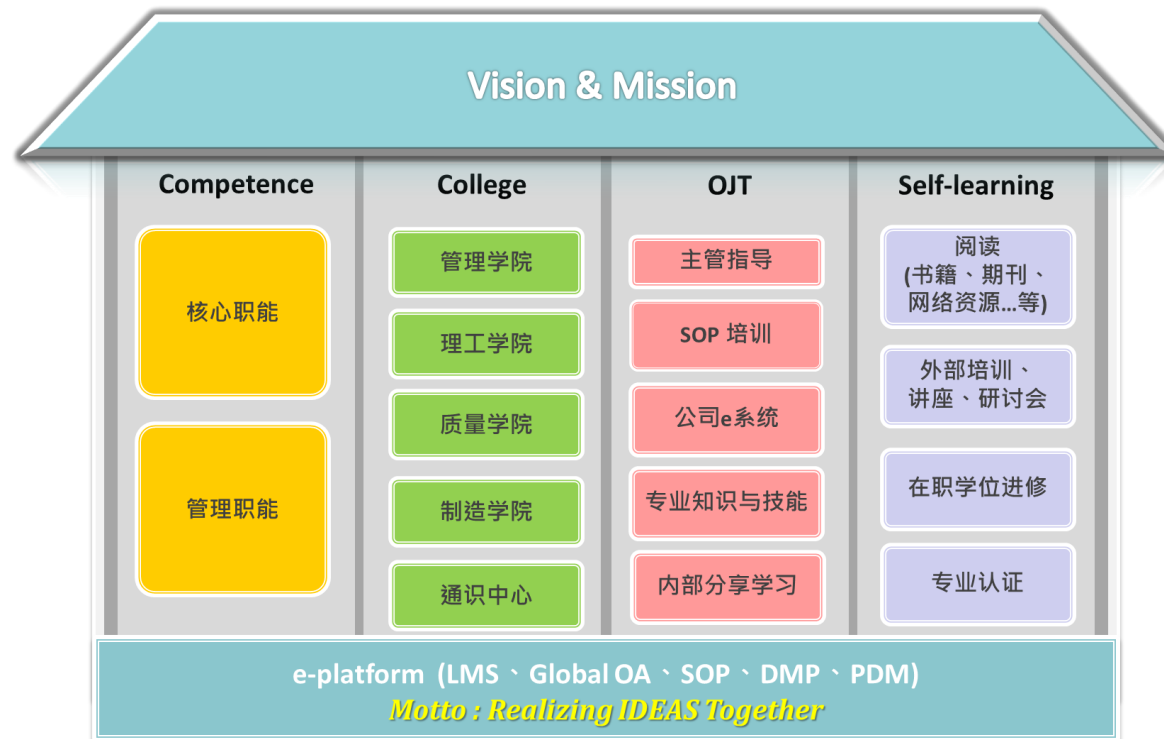 Vision & Mission
Competence
核心职能
管理职能
College
管理学院
理工学院
质量学院
制造学院
通识中心
OJT
主管指导
SOP 培训
公司e系统
专业知识与技能
内部分享学习
Self-learning
阅读
(书籍、期刊、
网络资源...等)
外部培训、
讲座、研讨会
在职学位进修
专业认证
e-platform (LMS、Global OA、SOP、DMP、PDM)
Motto : Realizing IDEAS Together